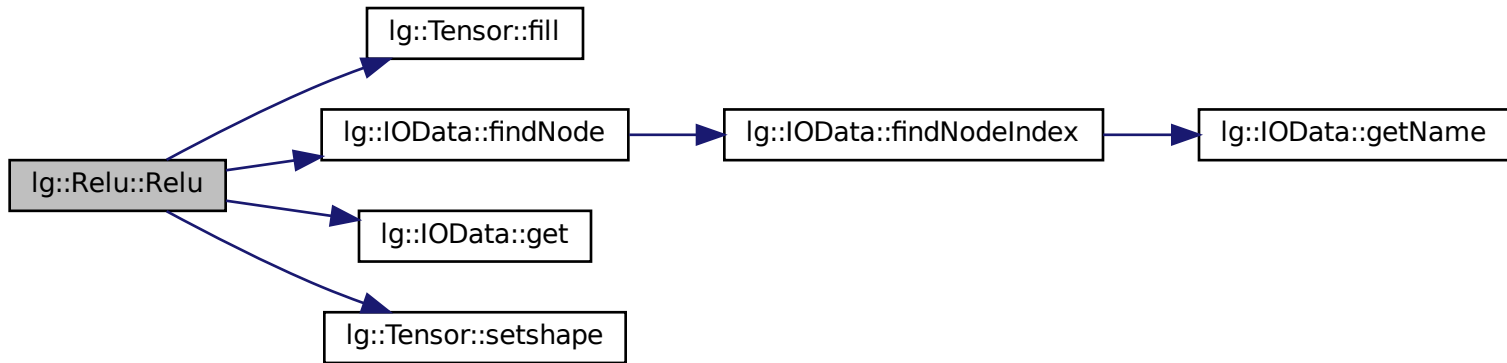 lg::Tensor::fill
lg::IOData::findNode
lg::IOData::findNodeIndex
lg::IOData::getName
lg::Relu::Relu
lg::IOData::get
lg::Tensor::setshape